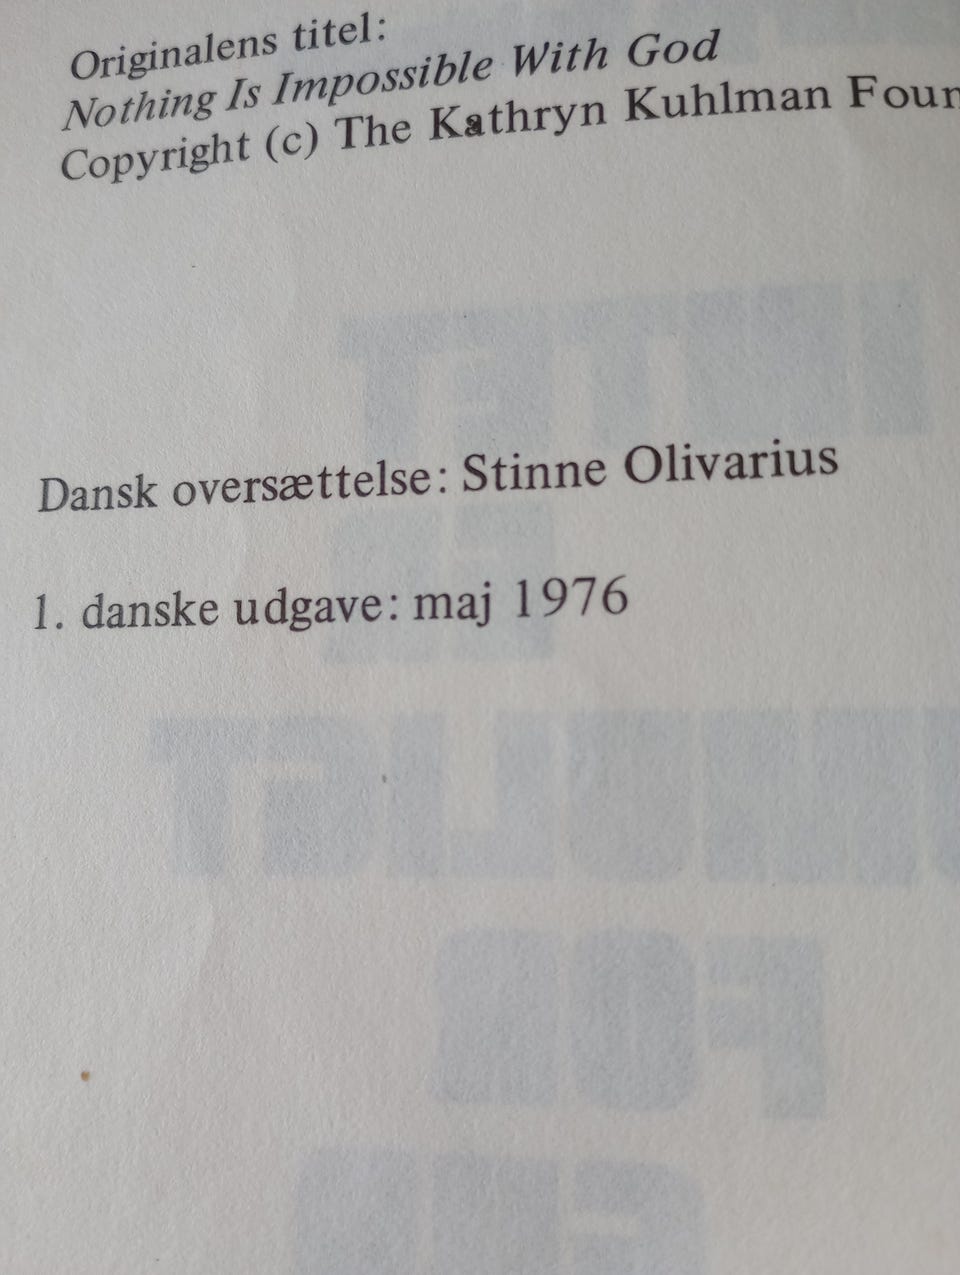 Originalens titel:
Nothing Is Impossible With God
Copyright (c) The Kathryn Kuhlman Foun
Dansk oversættelse: Stinne Olivarius
1. danske udgave: maj 1976